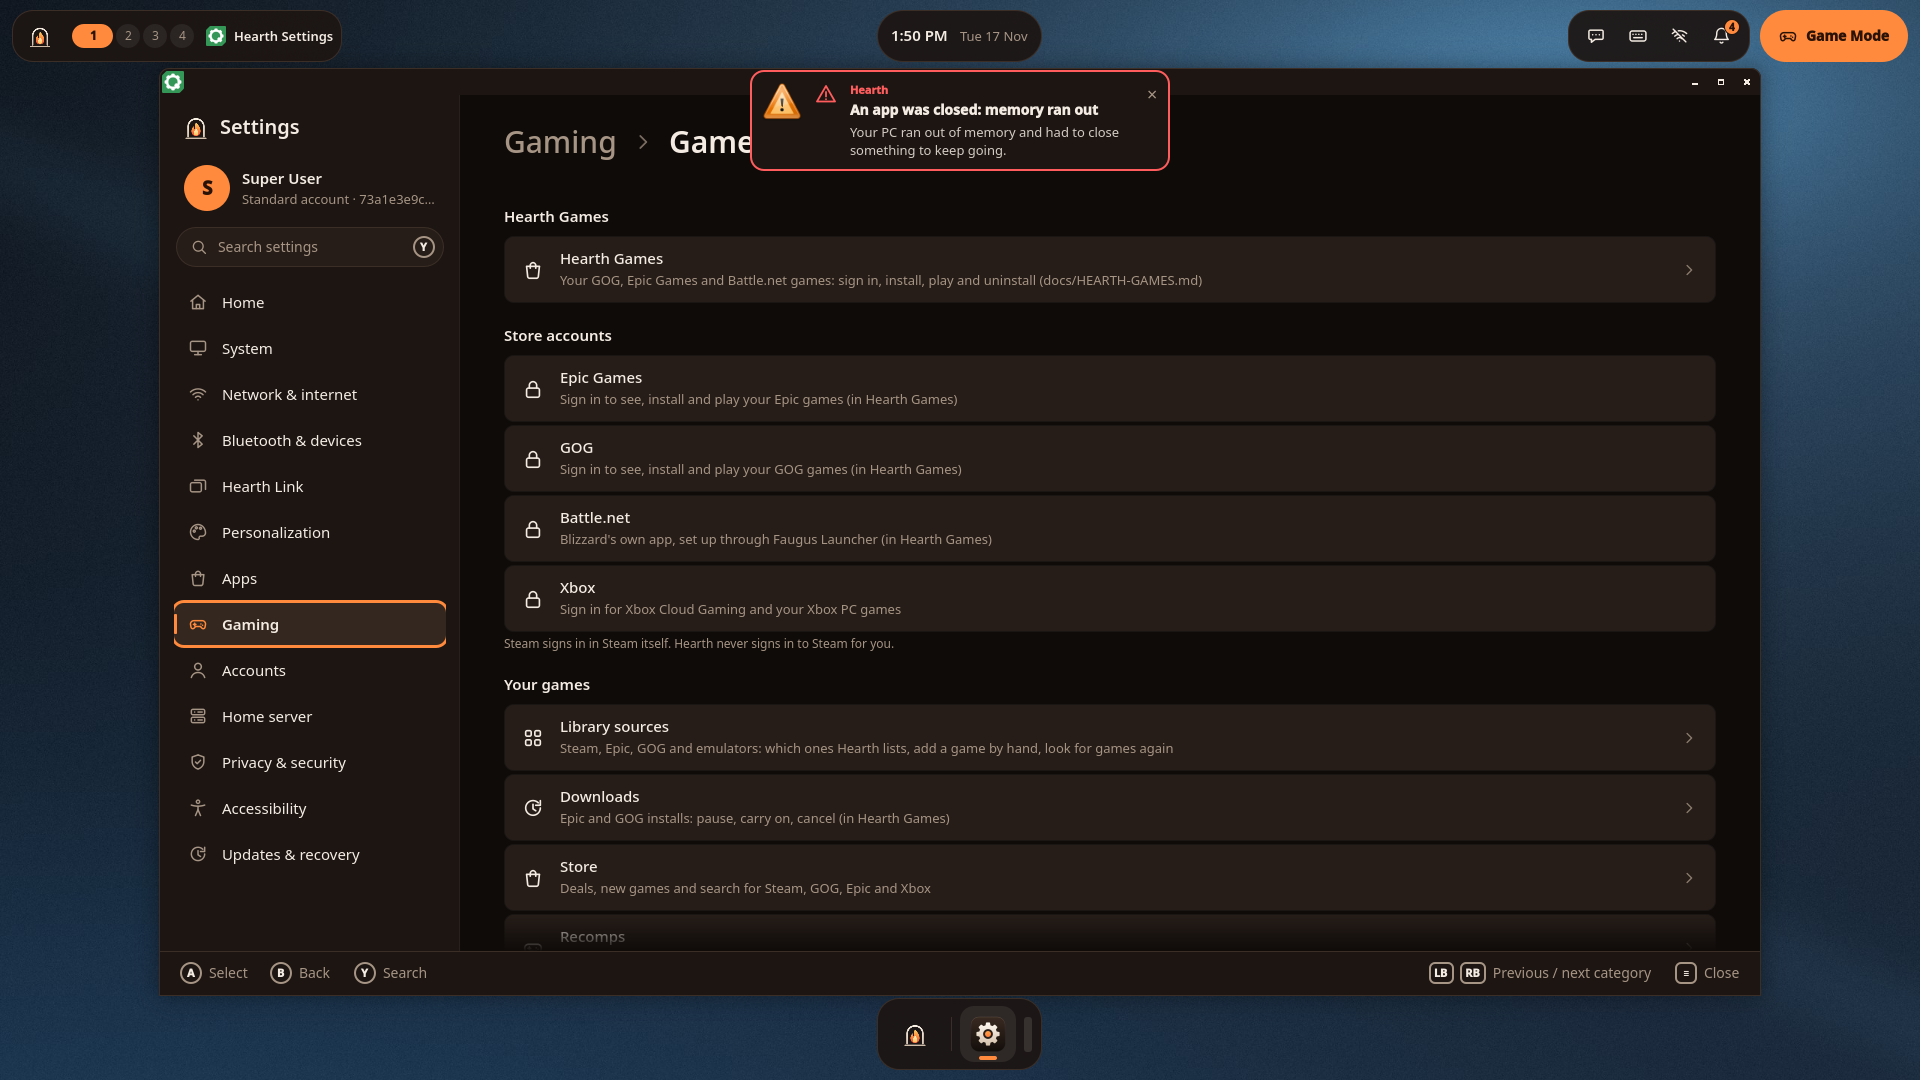 1 2 3 4 Hearth Settings
1:50 PM Tue 17 Nov
4
Game Mode
Hearth
An app was closed: memory ran out
Your PC ran out of memory and had to close
something to keep going.
Settings
S
Super User
Standard account · 73a1e3e9c...
Search settings Y
Home
System
Network & internet
Bluetooth & devices
Hearth Link
Personalization
Apps
Gaming
Accounts
Home server
Privacy & security
Accessibility
Updates & recovery
Gaming > Game
Hearth Games
Hearth Games
Your GOG, Epic Games and Battle.net games: sign in, install, play and uninstall (docs/HEARTH-GAMES.md)
Store accounts
Epic Games
Sign in to see, install and play your Epic games (in Hearth Games)
GOG
Sign in to see, install and play your GOG games (in Hearth Games)
Battle.net
Blizzard's own app, set up through Faugus Launcher (in Hearth Games)
Xbox
Sign in for Xbox Cloud Gaming and your Xbox PC games
Steam signs in in Steam itself. Hearth never signs in to Steam for you.
Your games
Library sources
Steam, Epic, GOG and emulators: which ones Hearth lists, add a game by hand, look for games again
Downloads
Epic and GOG installs: pause, carry on, cancel (in Hearth Games)
Store
Deals, new games and search for Steam, GOG, Epic and Xbox
Recomps
A Select B Back Y Search
LB RB Previous / next category ≡ Close